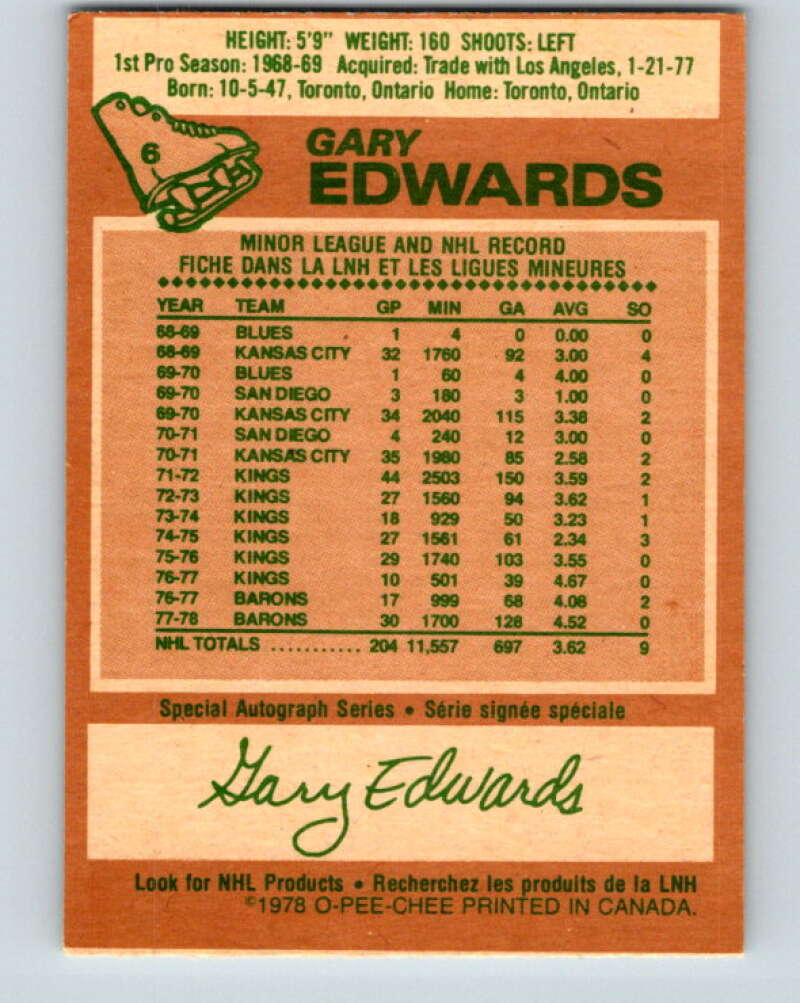 HEIGHT: 5'9" WEIGHT: 160 SHOOTS: LEFT
1st Pro Season: 1968-69 Acquired: Trade with Los Angeles, 1-21-77
Born: 10-5-47, Toronto, Ontario Home: Toronto, Ontario
6
GARY
EDWARDS
MINOR LEAGUE AND NHL RECORD
FICHE DANS LA LNH ET LES LIGUES MINEURES
YEAR TEAM GP MIN GA AVG SO
68-69 BLUES 1 4 0 0.00 0
68-69 KANSAS CITY 32 1760 92 3.00 4
69-70 BLUES 1 60 4 4.00 0
69-70 SAN DIEGO 3 180 3 1.00 0
69-70 KANSAS CITY 34 2040 115 3.38 2
70-71 SAN DIEGO 4 240 12 3.00 0
70-71 KANSAS CITY 35 1980 85 2.58 2
71-72 KINGS 44 2503 150 3.59 2
72-73 KINGS 27 1560 94 3.62 1
73-74 KINGS 18 929 50 3.23 1
74-75 KINGS 27 1561 61 2.34 3
75-76 KINGS 29 1740 103 3.55 0
76-77 KINGS 10 501 39 4.67 0
76-77 BARONS 17 999 68 4.08 2
77-78 BARONS 30 1700 128 4.52 0
NHL TOTALS ........... 204 11,557 697 3.62 9
Special Autograph Series • Série signée spéciale
Gary Edwards
Look for NHL Products • Recherchez les produits de la LNH
©1978 O-PEE-CHEE PRINTED IN CANADA.